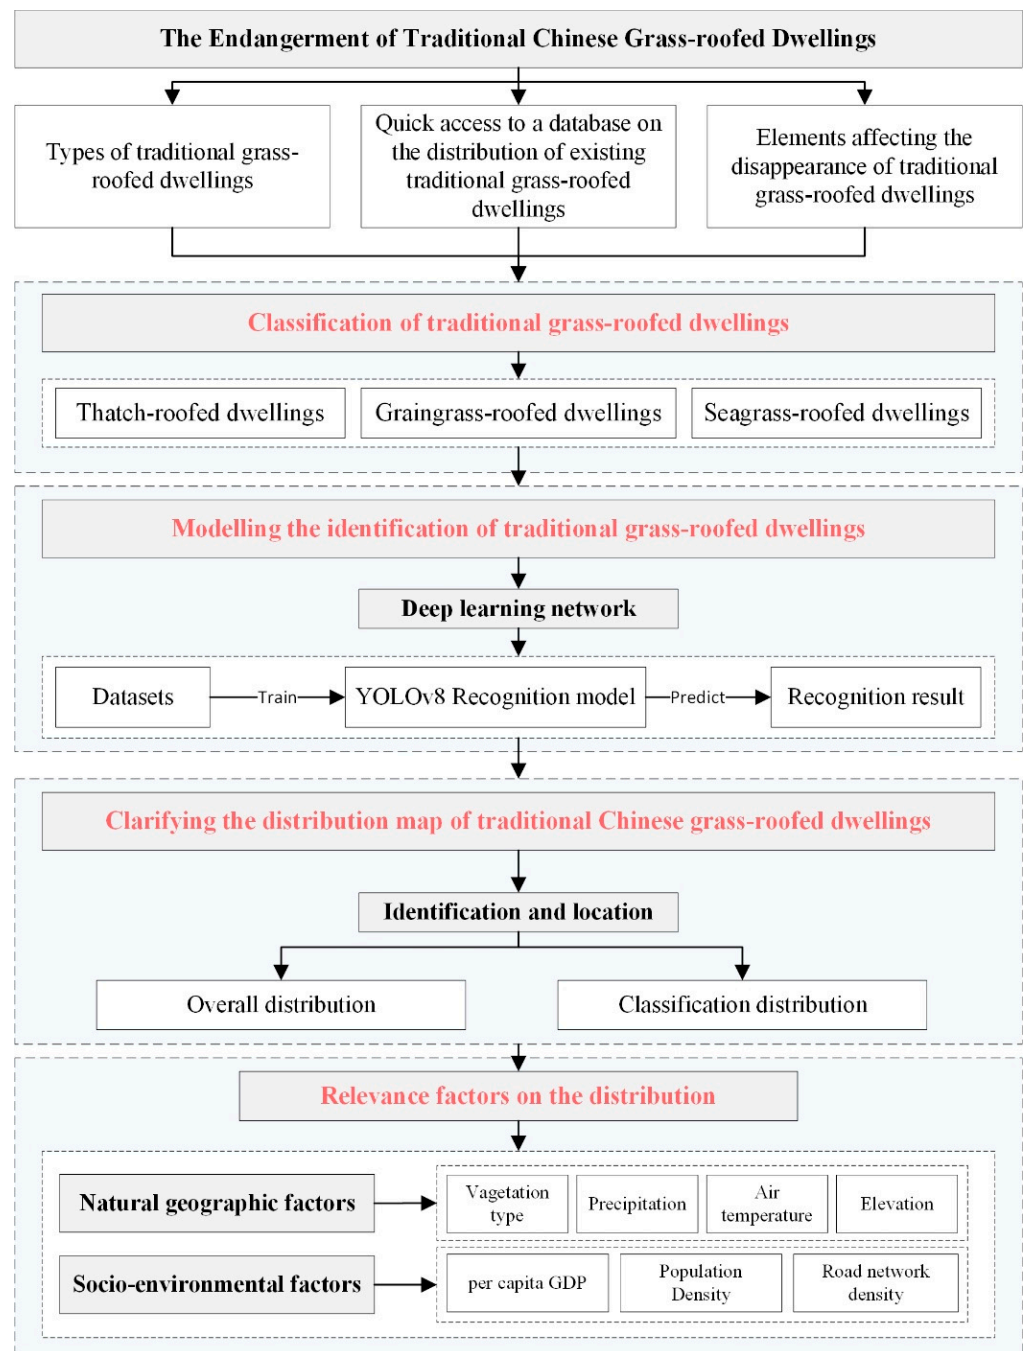 The Endangerment of Traditional Chinese Grass-roofed Dwellings
Types of traditional grass-
roofed dwellings
Quick access to a database on
the distribution of existing
traditional grass-roofed
dwellings
Elements affecting the
disappearance of traditional
grass-roofed dwellings
Classification of traditional grass-roofed dwellings
Thatch-roofed dwellings
Graingrass-roofed dwellings
Seagrass-roofed dwellings
Modelling the identification of traditional grass-roofed dwellings
Deep learning network
Datasets
Train
YOLOv8 Recognition model
Predict
Recognition result
Clarifying the distribution map of traditional Chinese grass-roofed dwellings
Identification and location
Overall distribution
Classification distribution
Relevance factors on the distribution
Natural geographic factors
Vagetation
type
Precipitation
Air
temperature
Elevation
Socio-environmental factors
per capita GDP
Population
Density
Road network
density